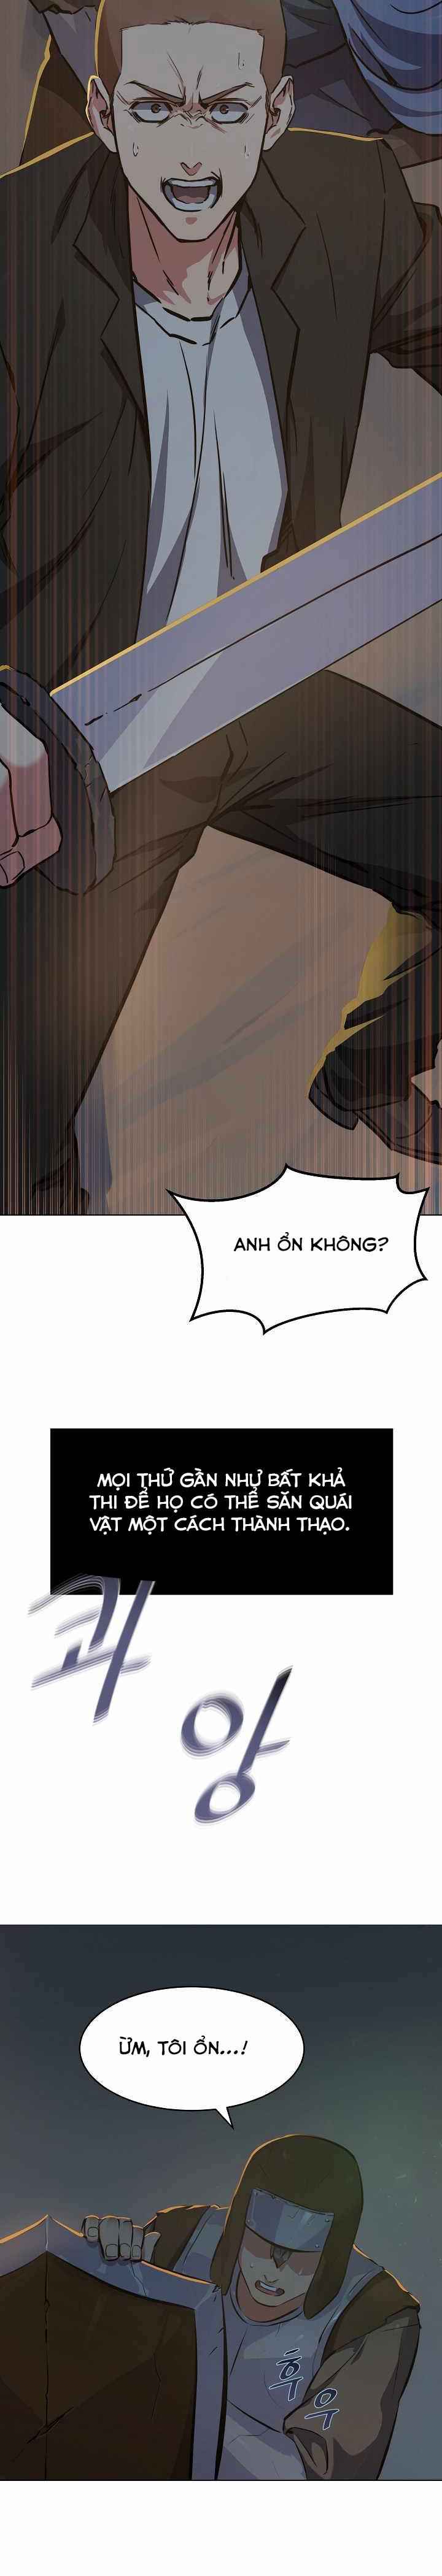 ANH ỔN KHÔNG?
MỌI THỨ GẦN NHƯ BẤT KHẢ
THI ĐỂ HỌ CÓ THỂ SĂN QUÁI
VẬT MỘT CÁCH THÀNH THẠO.
콰
앙
ỪM, TÔI ỔN...!
후
우